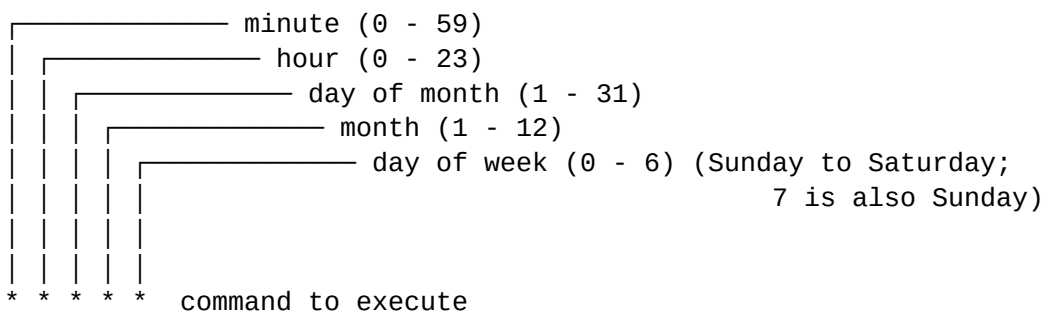 minute (0 - 59)
hour (0 - 23)
day of month (1 - 31)
month (1 - 12)
day of week (0 - 6) (Sunday to Saturday;
7 is also Sunday)
* * * * * command to execute